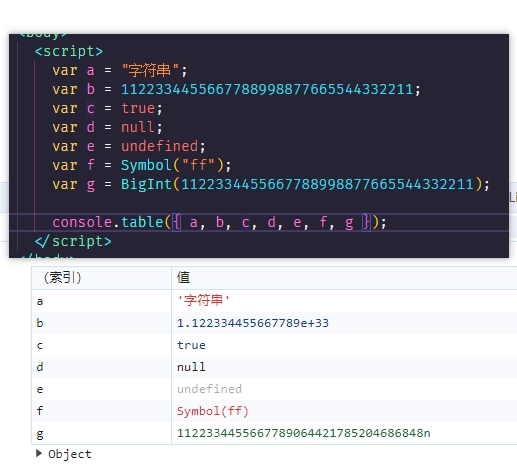 <body>
<script>
var a = "字符串";
var b = 1122334455667788998877665544332211;
var c = true;
var d = null;
var e = undefined;
var f = Symbol("ff");
var g = BigInt(1122334455667788998877665544332211);
console.table({ a, b, c, d, e, f, g });
</script>
</body>
(索引) 值
a '字符串'
b 1.122334455667789e+33
c true
d null
e undefined
f Symbol(ff)
g 1122334455667789064421785204686848n
▶ Object